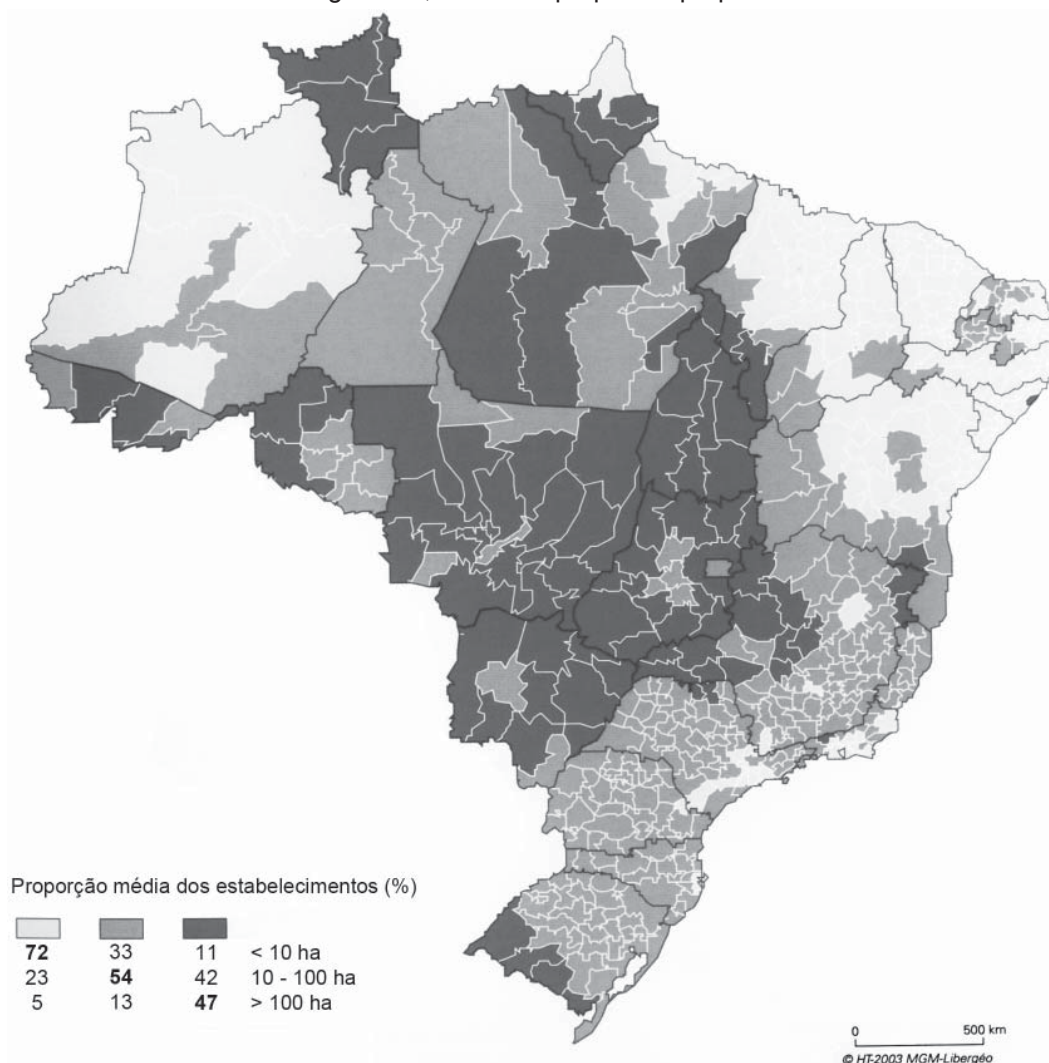 Proporção média dos estabelecimentos (%)
72 33 11 < 10 ha
23 54 42 10 - 100 ha
5 13 47 > 100 ha
0 500 km
© HT-2003 MGM-Libergéo